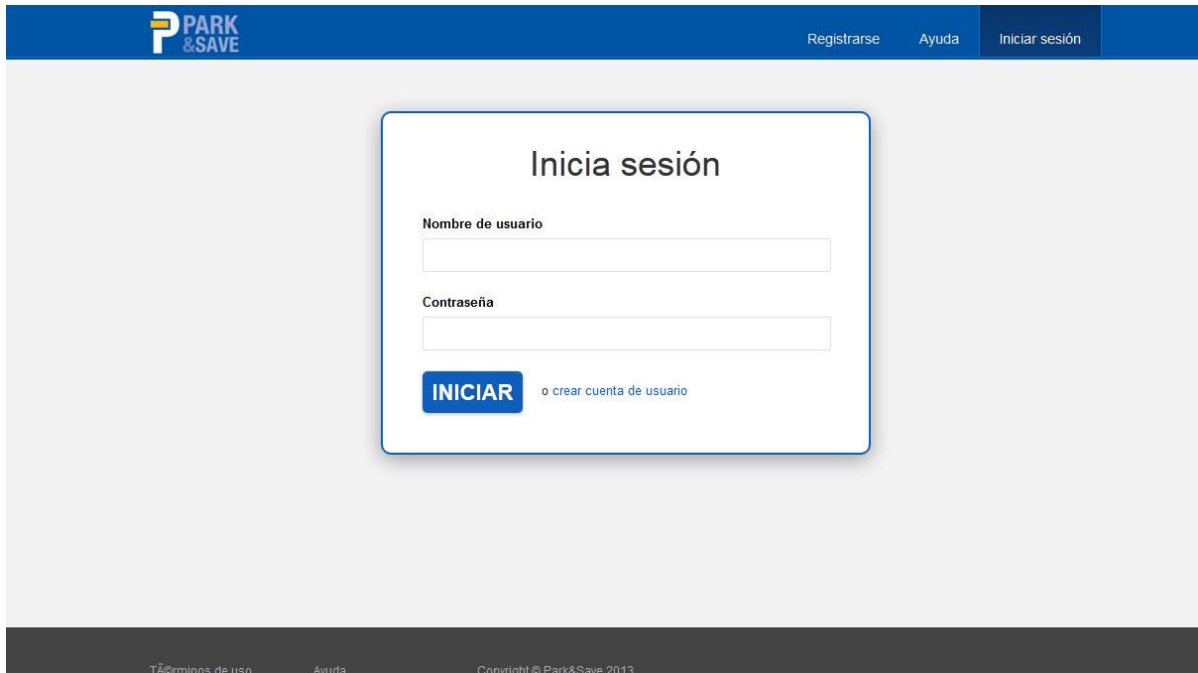 PARK
&SAVE
Registrarse Ayuda Iniciar sesión
Inicia sesión
Nombre de usuario
Contraseña
INICIAR o crear cuenta de usuario
TÃ©rminos de uso Ayuda Copyright © Park&Save 2013